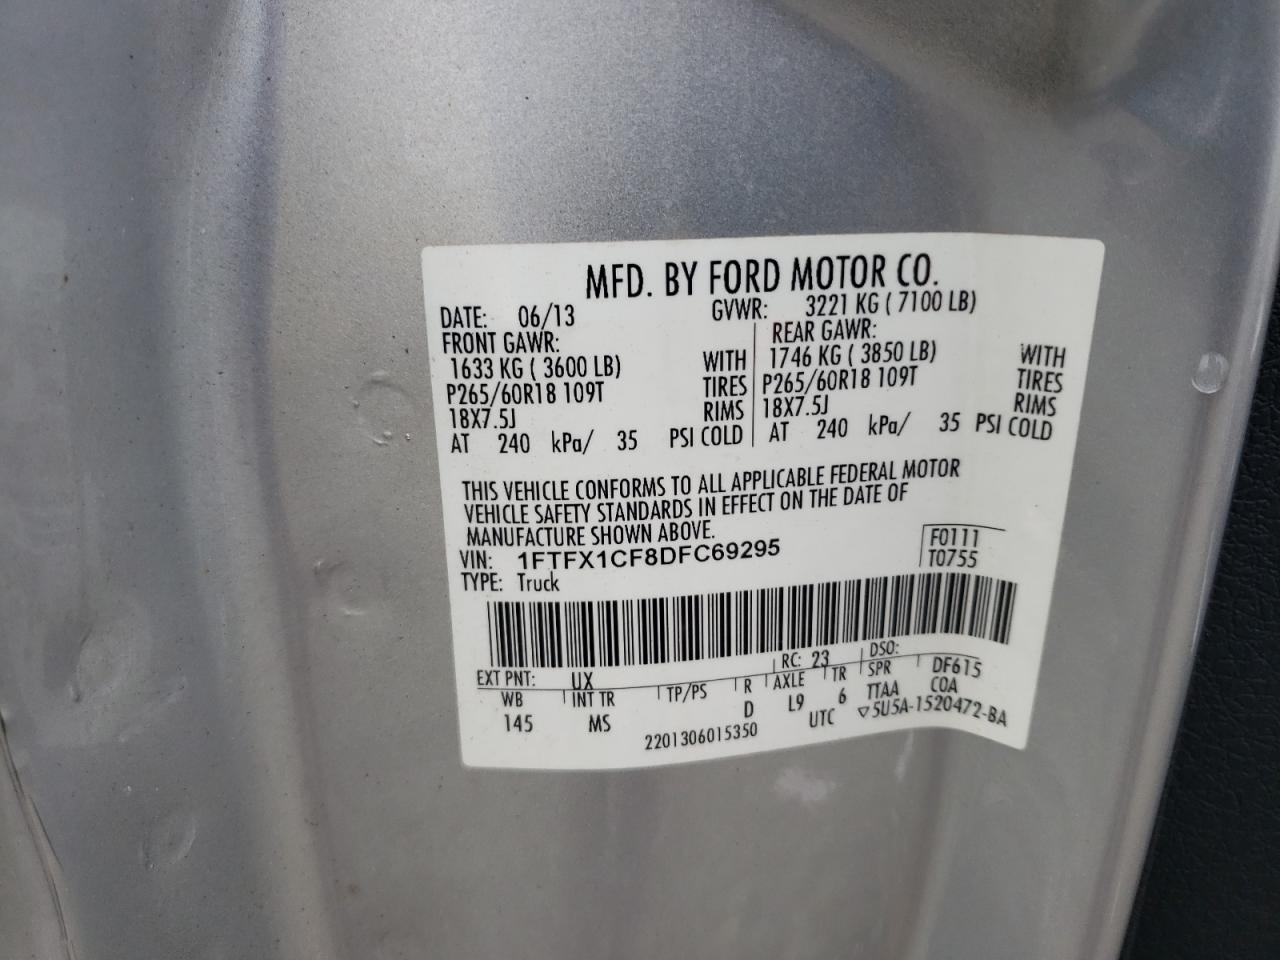 MFD. BY FORD MOTOR CO.
DATE: 06/13 GVWR: 3221 KG ( 7100 LB)
FRONT GAWR: REAR GAWR:
1633 KG ( 3600 LB) WITH 1746 KG ( 3850 LB) WITH
P265/60R18 109T TIRES P265/60R18 109T TIRES
18X7.5J RIMS 18X7.5J RIMS
AT 240 kPa/ 35 PSI COLD AT 240 kPa/ 35 PSI COLD
THIS VEHICLE CONFORMS TO ALL APPLICABLE FEDERAL MOTOR
VEHICLE SAFETY STANDARDS IN EFFECT ON THE DATE OF
MANUFACTURE SHOWN ABOVE.
F0111
VIN: 1FTFX1CF8DFC69295
T0755
TYPE: Truck
EXT PNT: UX RC: 23 DSO:
WB INT TR TP/PS R AXLE TR SPR DF615
145 MS D L9 6 TTAA COA
2201306015350 UTC ▽5U5A-1520472-BA